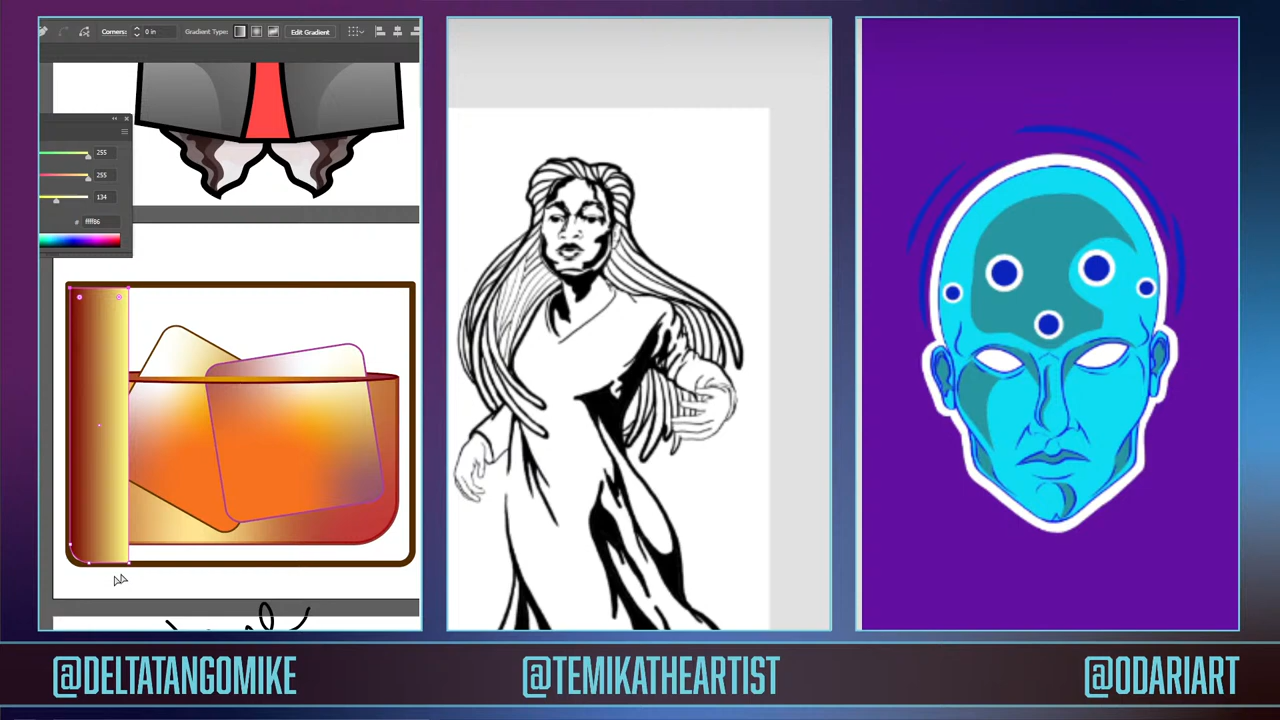 Corners: 0 in Gradient Type: Edit Gradient
255
255
134
# ffff86
@DELTATANGOMIKE
@TEMIKATHEARTIST
@ODARIART